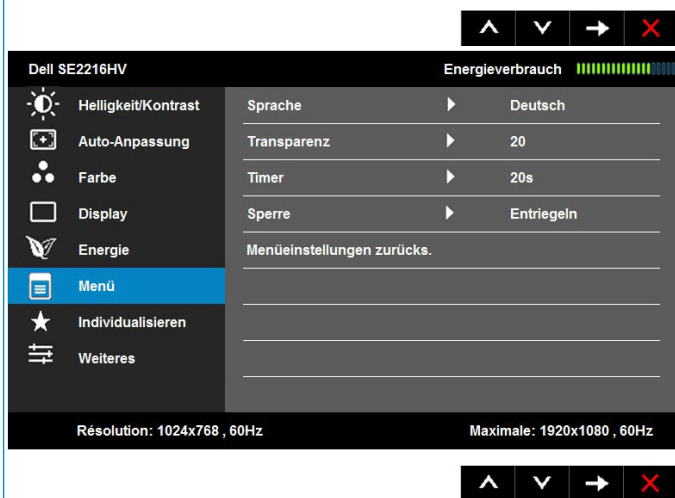 Dell SE2216HV Energieverbrauch
Helligkeit/Kontrast Sprache Deutsch
Auto-Anpassung Transparenz 20
Farbe Timer 20s
Display Sperre Entriegeln
Energie Menüeinstellungen zurücks.
Menü
Individualisieren
Weiteres
Résolution: 1024x768 , 60Hz Maximale: 1920x1080 , 60Hz